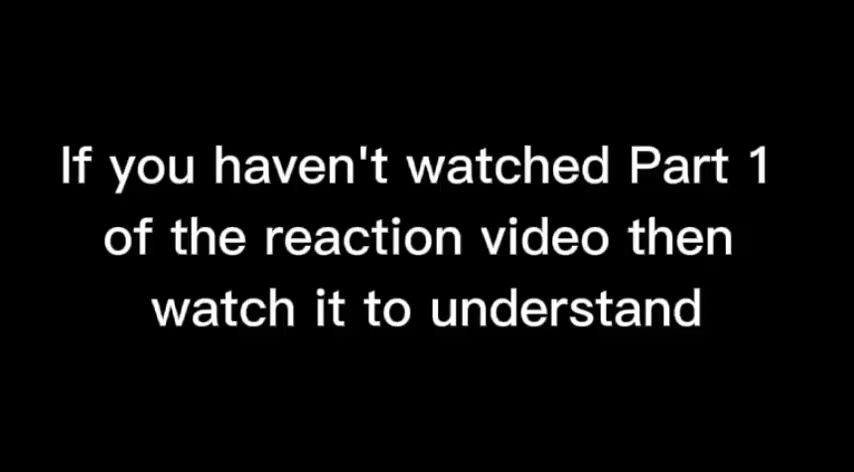 If you haven't watched Part 1
of the reaction video then
watch it to understand